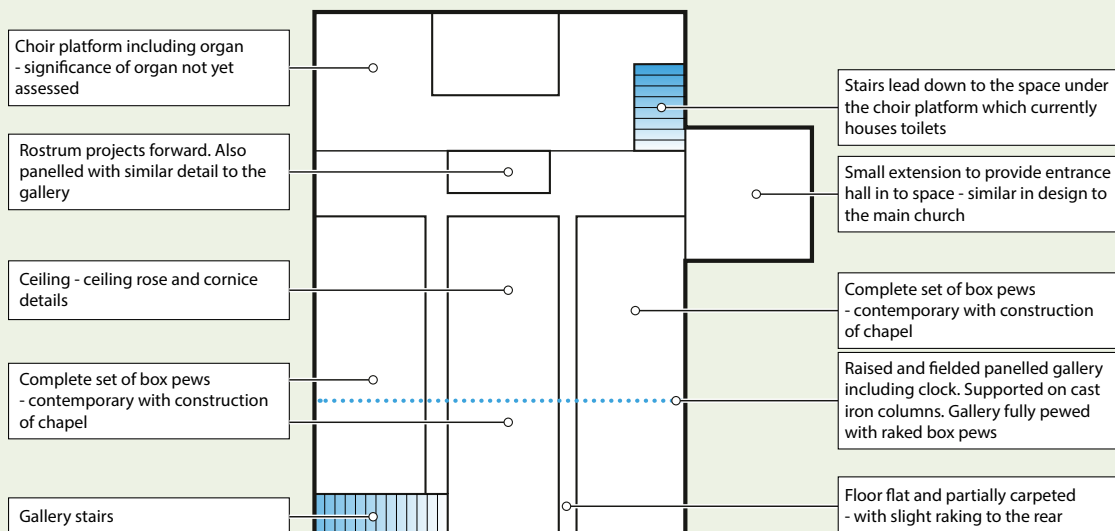 Choir platform including organ
- significance of organ not yet
assessed
Rostrum projects forward. Also
panelled with similar detail to the
gallery
Ceiling - ceiling rose and cornice
details
Complete set of box pews
- contemporary with construction
of chapel
Gallery stairs
Stairs lead down to the space under
the choir platform which currently
houses toilets
Small extension to provide entrance
hall in to space - similar in design to
the main church
Complete set of box pews
- contemporary with construction
of chapel
Raised and fielded panelled gallery
including clock. Supported on cast
iron columns. Gallery fully pewed
with raked box pews
Floor flat and partially carpeted
- with slight raking to the rear